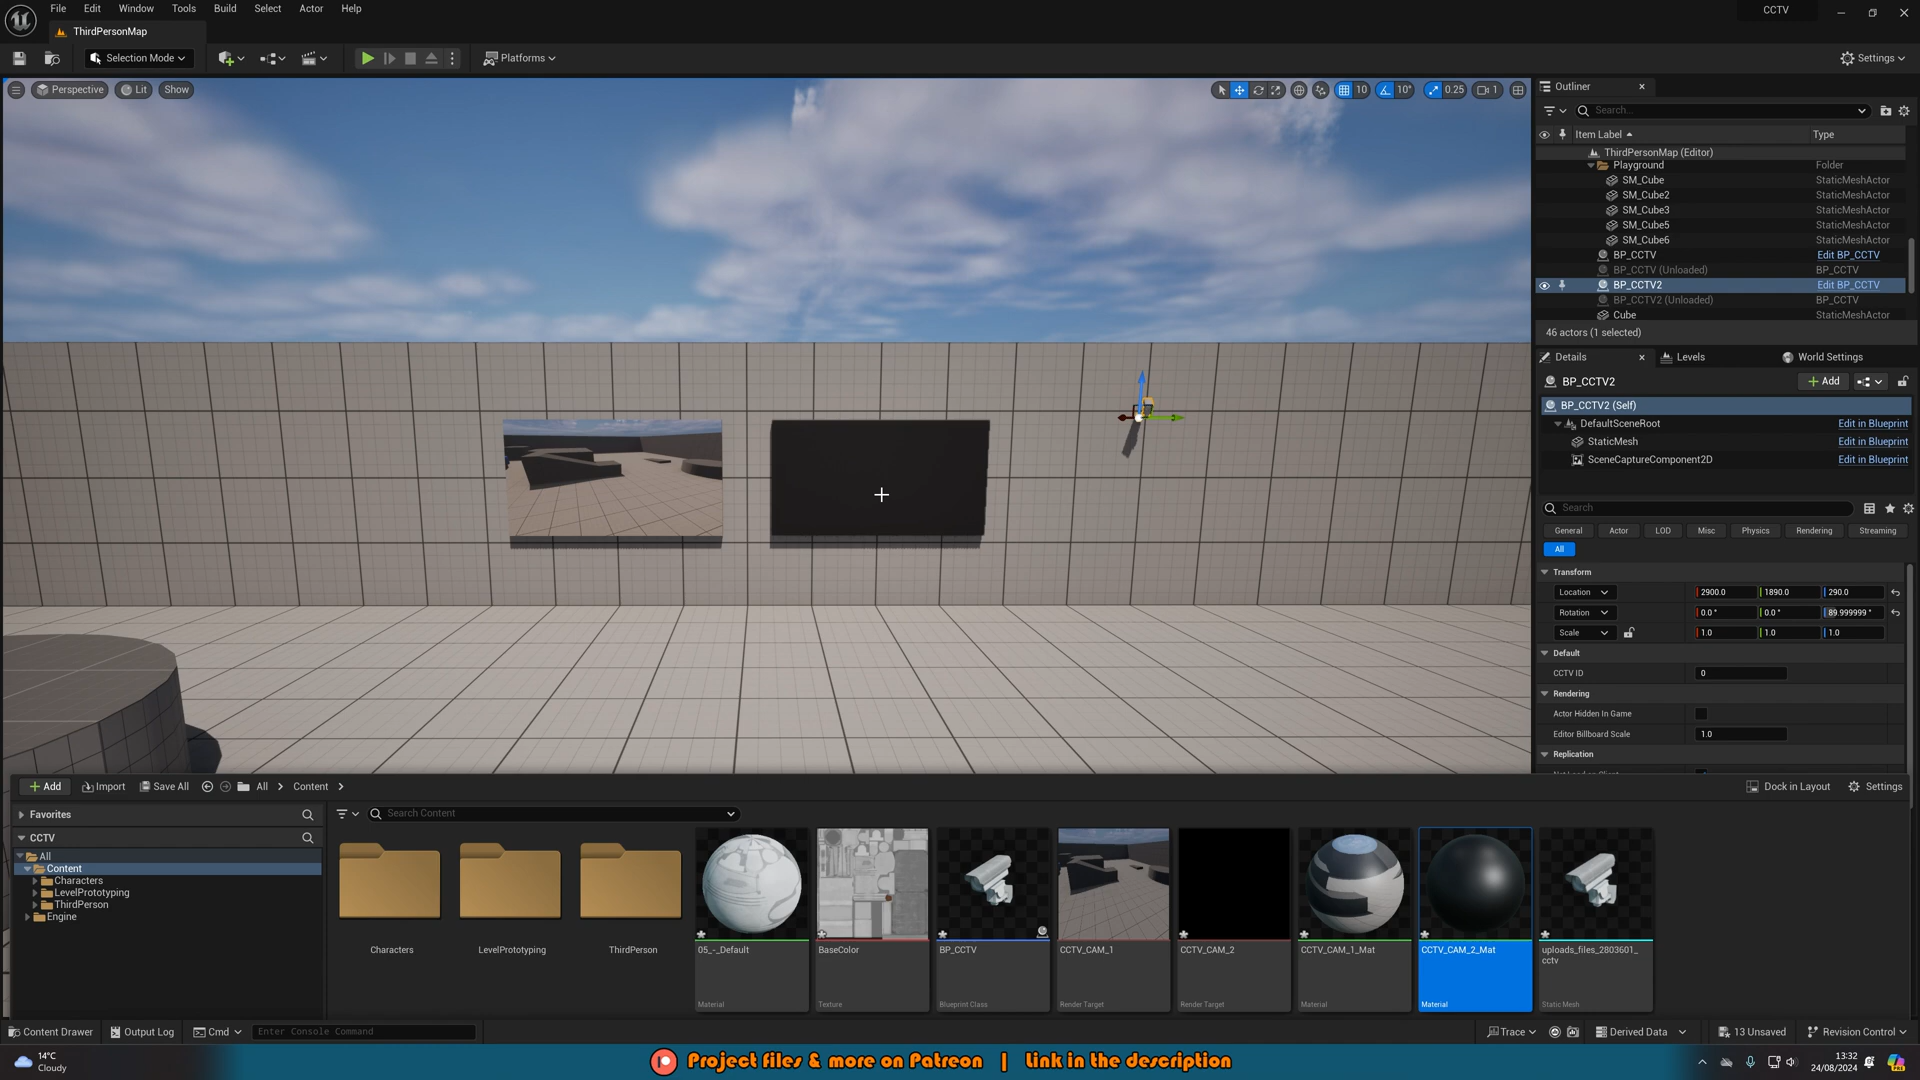 File Edit Window Tools Build Select Actor Help
CCTV
ThirdPersonMap
Selection Mode
Platforms
Settings
Perspective Lit Show
10 10° 0.25 1
Outliner
Search...
Item Label Type
ThirdPersonMap (Editor)
Playground Folder
SM_Cube StaticMeshActor
SM_Cube2 StaticMeshActor
SM_Cube3 StaticMeshActor
SM_Cube5 StaticMeshActor
SM_Cube6 StaticMeshActor
BP_CCTV Edit BP_CCTV
BP_CCTV (Unloaded) BP_CCTV
BP_CCTV2 Edit BP_CCTV
BP_CCTV2 (Unloaded) BP_CCTV
Cube StaticMeshActor
46 actors (1 selected)
Details Levels World Settings
BP_CCTV2 Add
BP_CCTV2 (Self)
DefaultSceneRoot Edit in Blueprint
StaticMesh Edit in Blueprint
SceneCaptureComponent2D Edit in Blueprint
Search
General Actor LOD Misc Physics Rendering Streaming
All
Transform
Location 2900.0 1890.0 290.0
Rotation 0.0° 0.0° 89.999999°
Scale 1.0 1.0 1.0
Default
CCTV ID 0
Rendering
Actor Hidden In Game
Editor Billboard Scale 1.0
Replication
Add Import Save All All Content
Dock in Layout Settings
Favorites
Search Content
CCTV
All
Content
Characters
LevelPrototyping
ThirdPerson
Engine
Characters
LevelPrototyping
ThirdPerson
05_-_Default
Material
BaseColor
Texture
BP_CCTV
Blueprint Class
CCTV_CAM_1
Render Target
CCTV_CAM_2
Render Target
CCTV_CAM_1_Mat
Material
CCTV_CAM_2_Mat
Material
uploads_files_2803601_
cctv
Static Mesh
Content Drawer Output Log Cmd Enter Console Command
Trace Derived Data 13 Unsaved Revision Control
14°C
Cloudy
Project files & more on Patreon | Link in the description
13:32
24/08/2024